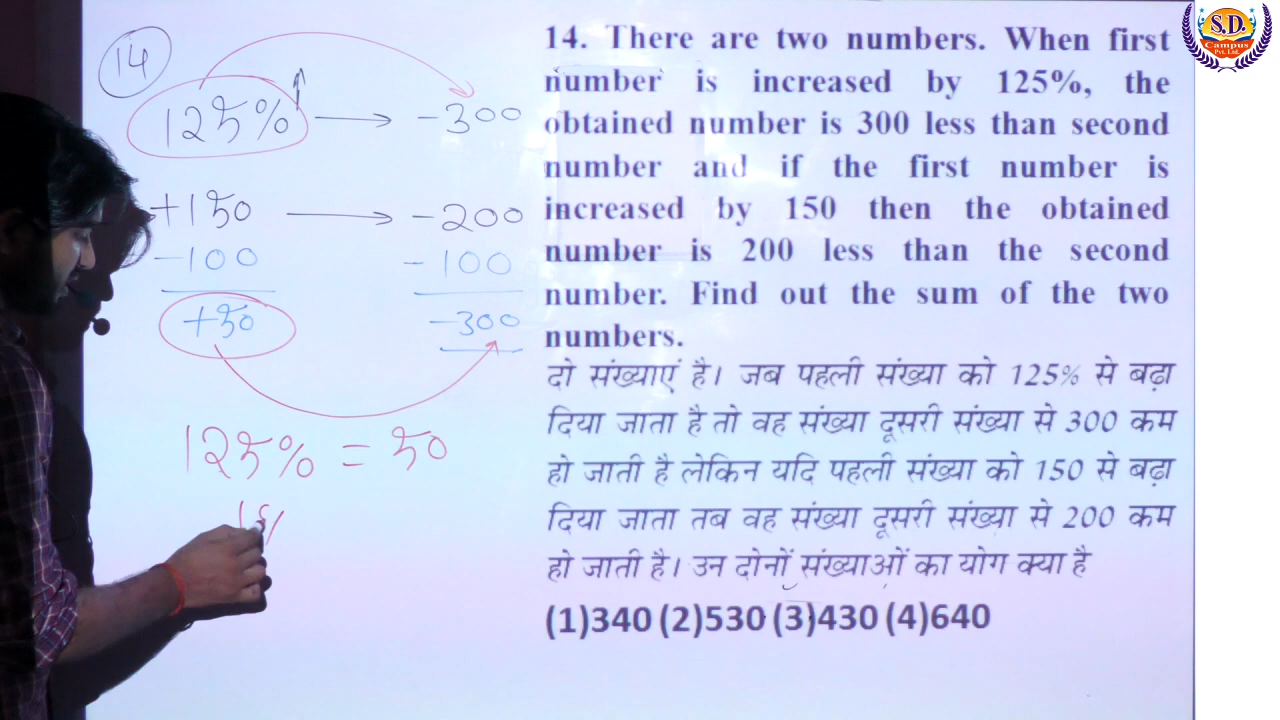 14
125% → -300
+150 → -200
-100 -100
+50 -300
125% = 50
14. There are two numbers. When first
number is increased by 125%, the
obtained number is 300 less than second
number and if the first number is
increased by 150 then the obtained
number is 200 less than the second
number. Find out the sum of the two
numbers.
दो संख्याएं है। जब पहली संख्या को 125% से बढ़ा
दिया जाता है तो वह संख्या दूसरी संख्या से 300 कम
हो जाती है लेकिन यदि पहली संख्या को 150 से बढ़ा
दिया जाता तब वह संख्या दूसरी संख्या से 200 कम
हो जाती है। उन दोनों संख्याओं का योग क्या है
(1)340 (2)530 (3)430 (4)640
S.D.
Campus
Pvt. Ltd.